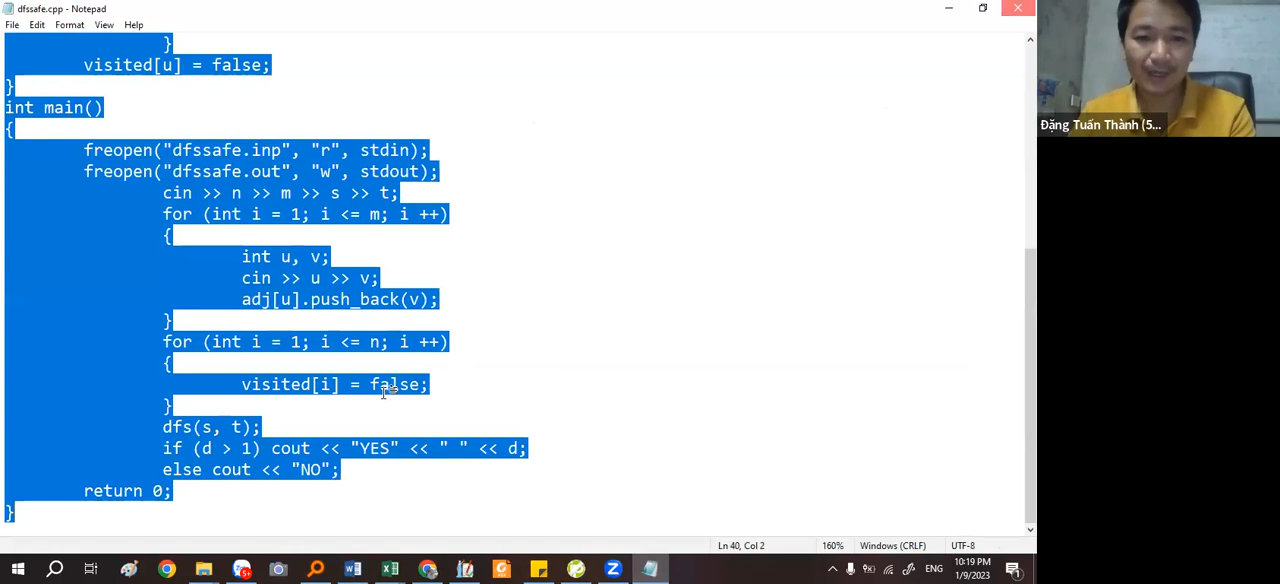 dfssafe.cpp - Notepad
File Edit Format View Help
}
visited[u] = false;
}
int main()
{
freopen("dfssafe.inp", "r", stdin);
freopen("dfssafe.out", "w", stdout);
cin >> n >> m >> s >> t;
for (int i = 1; i <= m; i ++)
{
int u, v;
cin >> u >> v;
adj[u].push_back(v);
}
for (int i = 1; i <= n; i ++)
{
visited[i] = false;
}
dfs(s, t);
if (d > 1) cout << "YES" << " " << d;
else cout << "NO";
return 0;
}
Đặng Tuấn Thành (5...
Ln 40, Col 2 160% Windows (CRLF) UTF-8
ENG
10:19 PM
1/9/2023